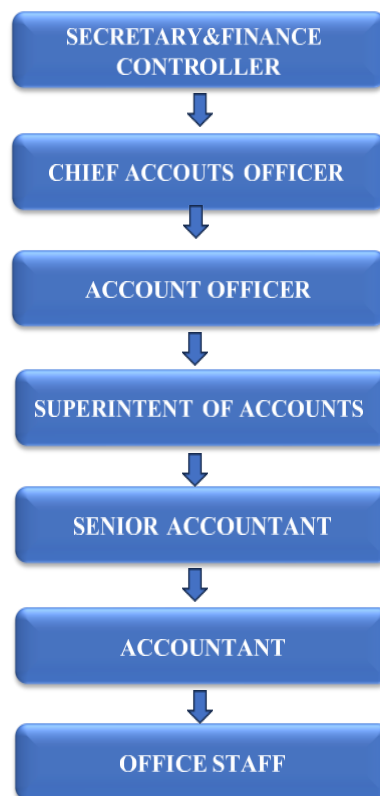 SECRETARY&FINANCE
CONTROLLER
CHIEF ACCOUTS OFFICER
ACCOUNT OFFICER
SUPERINTENT OF ACCOUNTS
SENIOR ACCOUNTANT
ACCOUNTANT
OFFICE STAFF